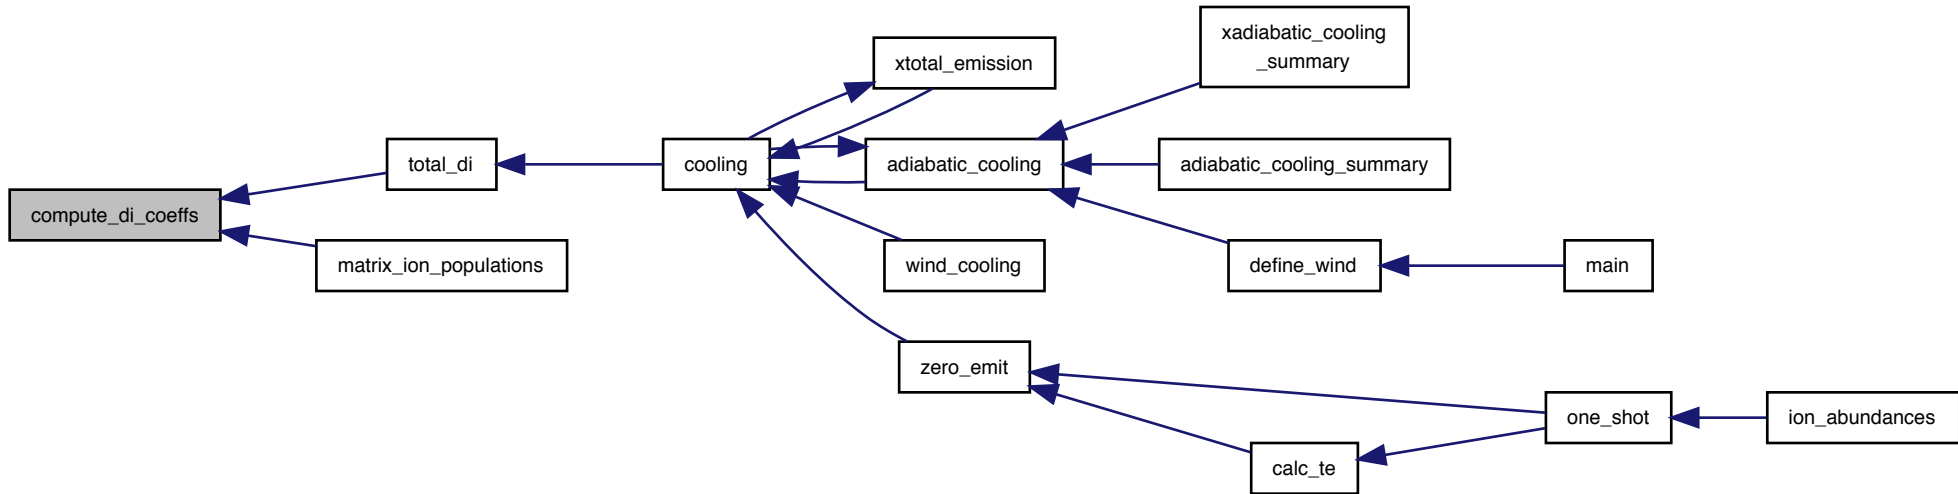 xadiabatic_cooling
_summary
xtotal_emission
total_di
cooling
adiabatic_cooling
adiabatic_cooling_summary
compute_di_coeffs
matrix_ion_populations
wind_cooling
define_wind
main
zero_emit
one_shot
ion_abundances
calc_te